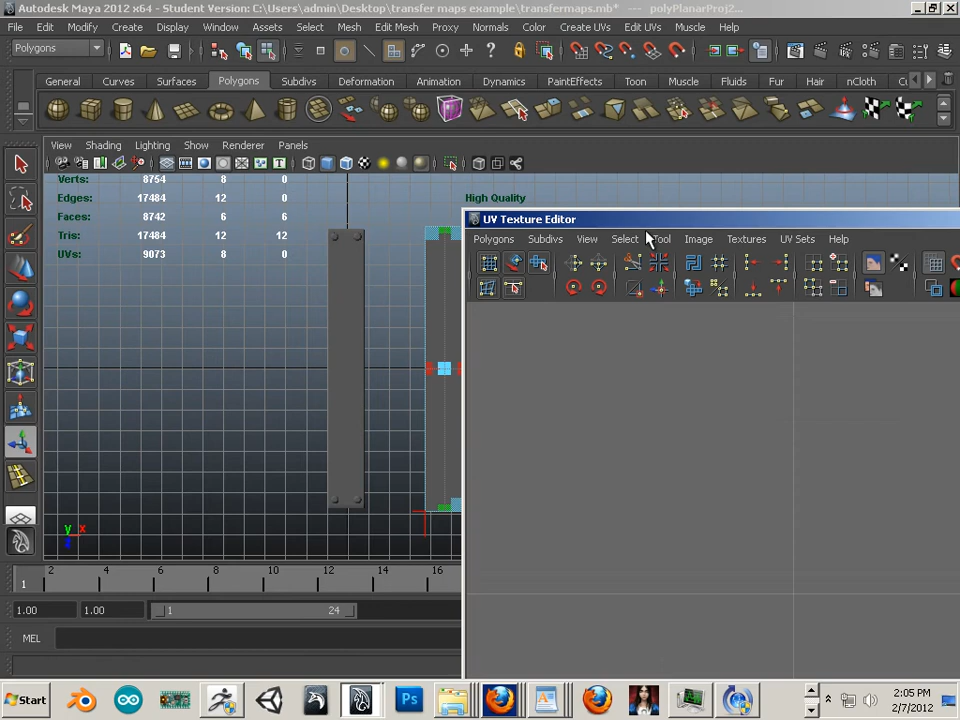 Autodesk Maya 2012 x64 - Student Version: C:\Users\admin\Desktop\transfer maps example\transfermaps.mb* --- polyPlanarProj2...
File Edit Modify Create Display Window Assets Select Mesh Edit Mesh Proxy Normals Color Create UVs Edit UVs Muscle Help
Polygons
General Curves Surfaces Polygons Subdivs Deformation Animation Dynamics PaintEffects Toon Muscle Fluids Fur Hair nCloth
View Shading Lighting Show Renderer Panels
Verts: 8754 8 0
Edges: 17484 12 0
Faces: 8742 6 6
Tris: 17484 12 12
UVs: 9073 8 0
High Quality
UV Texture Editor
Polygons Subdivs View Select Tool Image Textures UV Sets Help
y x
2 4 6 8 10 12 14 16
1
1.00 1.00 1 24
MEL
Start
Ps
2:05 PM
2/7/2012